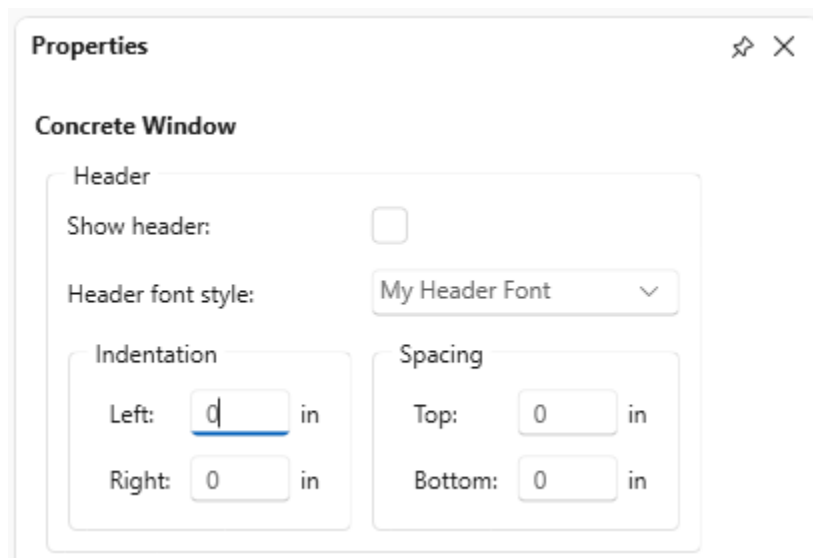 Properties
Concrete Window
Header
Show header:
Header font style: My Header Font
Indentation
Left: 0 in
Right: 0 in
Spacing
Top: 0 in
Bottom: 0 in